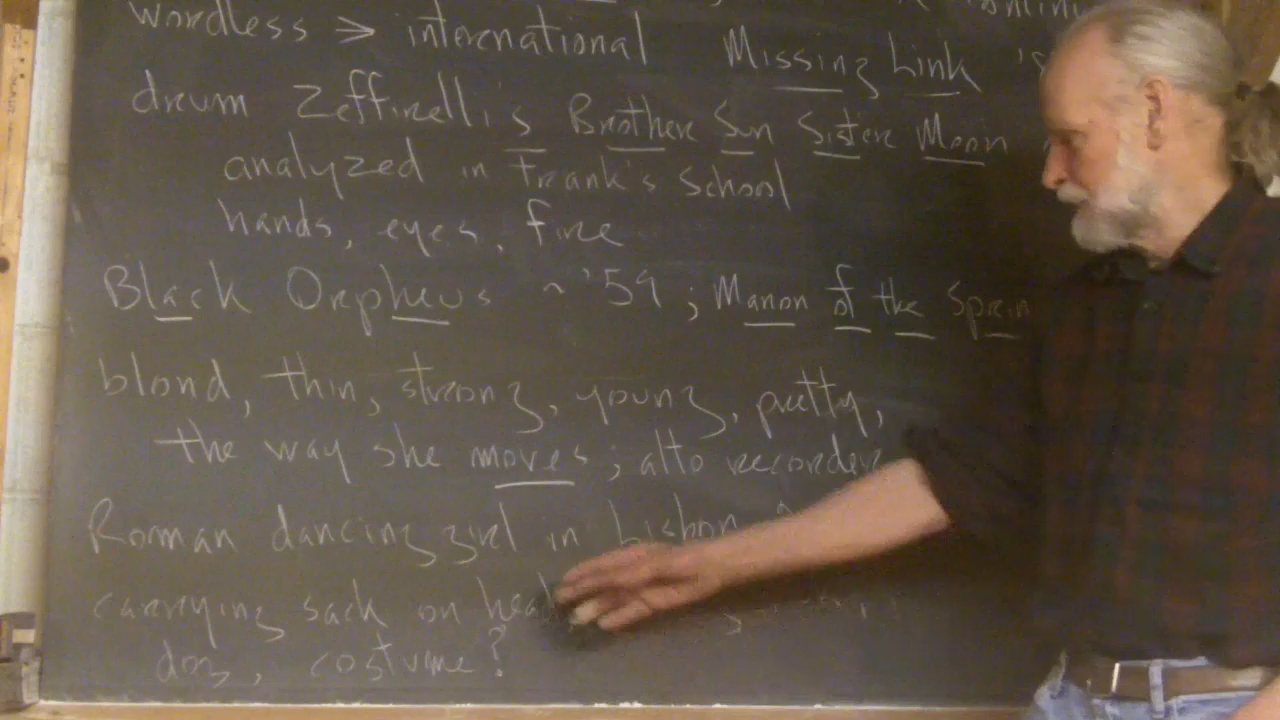 wordless => international Missing Link
drum Zeffirelli's Brother Sun Sister Moon
analyzed in Frank's School
hands, eyes, fire
Black Orpheus ~ '59 ; Manon of the Sprin
blond, thin, strong, young, pretty,
the way she moves ; alto recorder
Roman dancing girl in Lisbon
carrying sack on head
dog, costume?